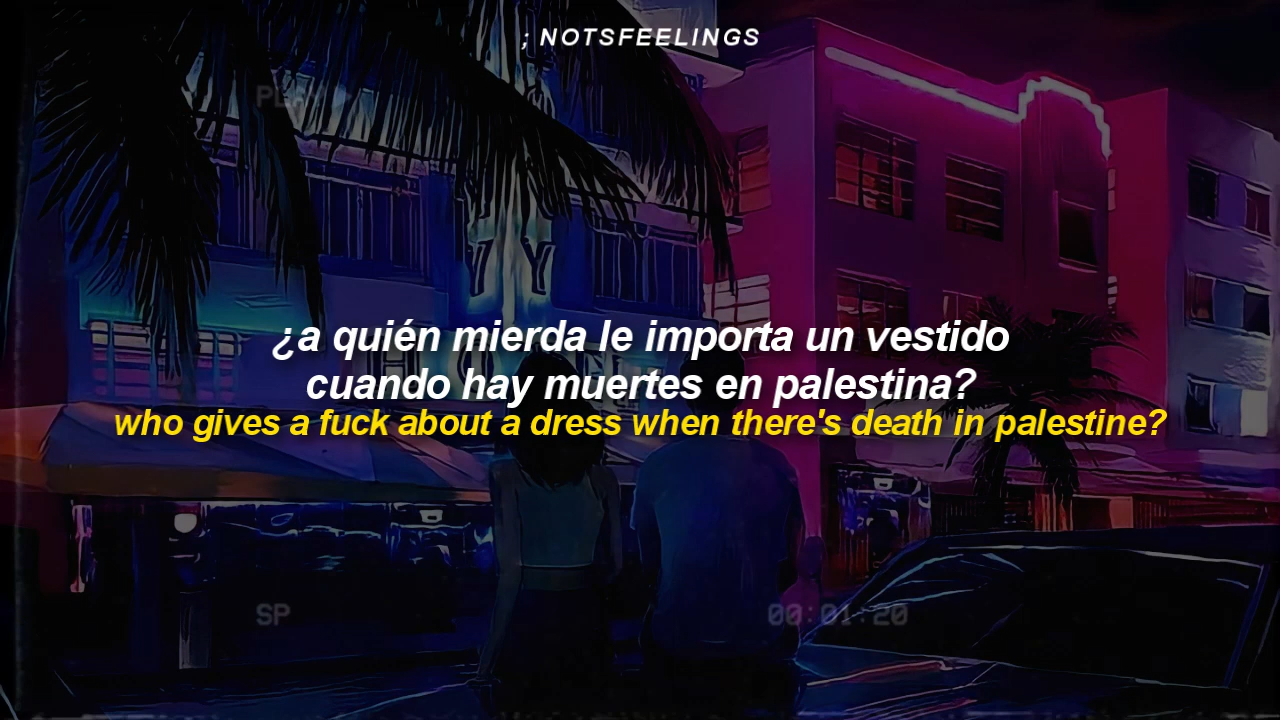 ; NOTSFEELINGS
PLAY
¿a quién mierda le importa un vestido
cuando hay muertes en palestina?
who gives a fuck about a dress when there's death in palestine?
SP
00:01:20